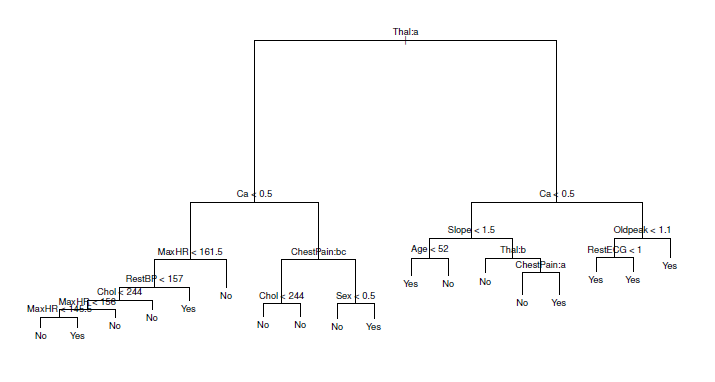 Thal:a
Ca < 0.5
Ca < 0.5
Slope < 1.5
Oldpeak < 1.1
MaxHR < 161.5
ChestPain:bc
Age < 52
Thal:b
RestECG < 1
ChestPain:a
Yes
RestBP < 157
Yes
No
No
Yes
Yes
Chol < 244
No
Chol < 244
Sex < 0.5
MaxHR < 156
No
Yes
MaxHR < 145.5
Yes
No
No
No
No
No
Yes
No
Yes